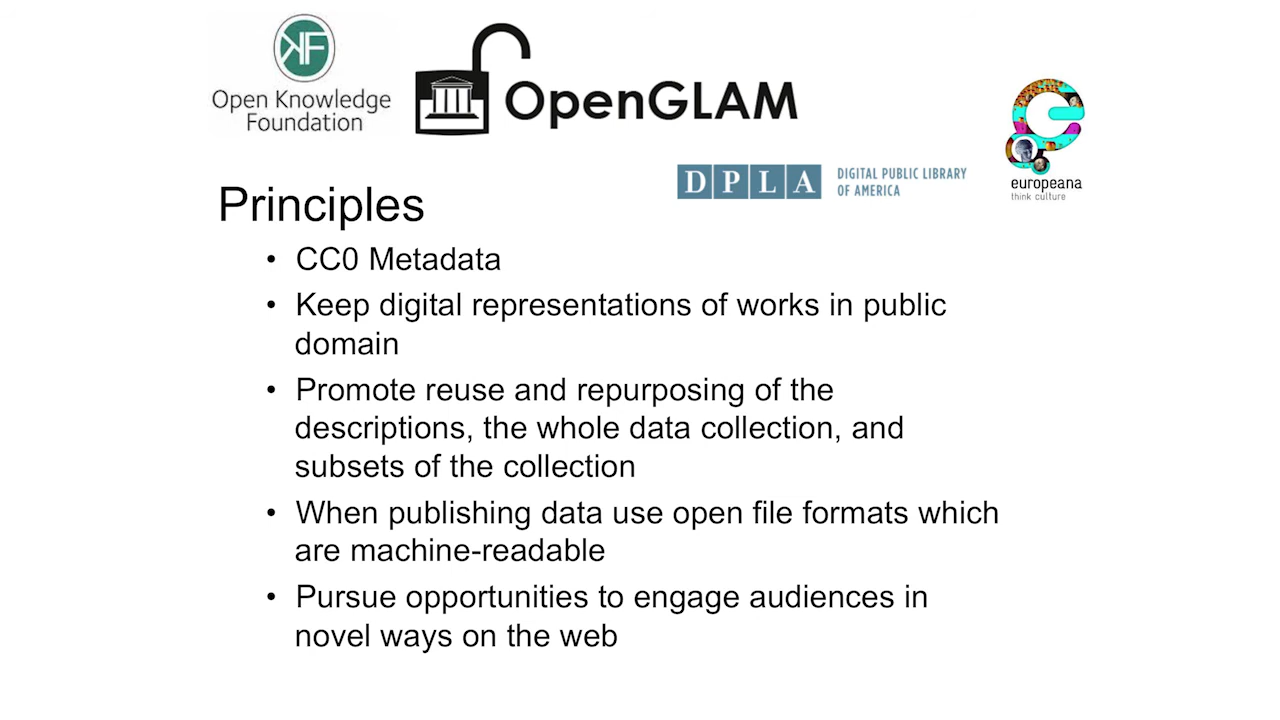 KF
Open Knowledge
Foundation
OpenGLAM
DPLA DIGITAL PUBLIC LIBRARY
OF AMERICA
e
europeana
think culture
Principles
• CC0 Metadata
• Keep digital representations of works in public
domain
• Promote reuse and repurposing of the
descriptions, the whole data collection, and
subsets of the collection
• When publishing data use open file formats which
are machine-readable
• Pursue opportunities to engage audiences in
novel ways on the web